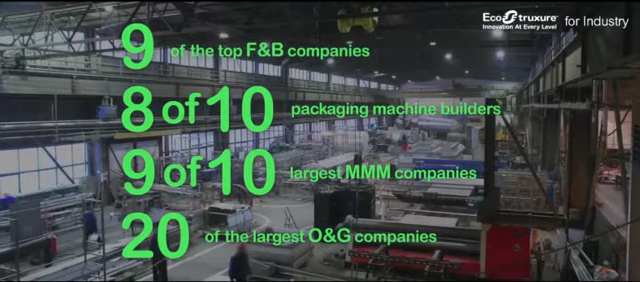 EcoStruxure for Industry
Innovation At Every Level
9 of the top F&B companies
8 of 10 packaging machine builders
9 of 10 largest MMM companies
20 of the largest O&G companies